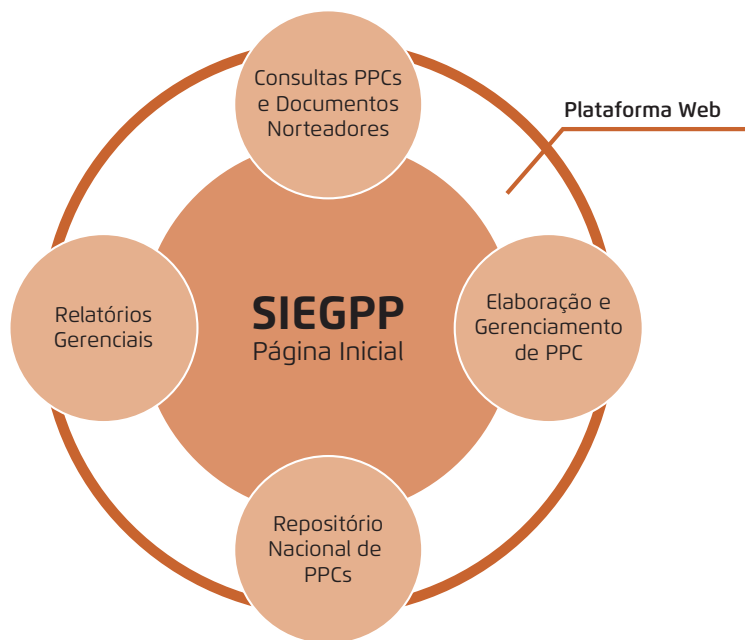 Consultas PPCs
e Documentos
Norteadores
Plataforma Web
Relatórios
Gerenciais
SIEGPP
Página Inicial
Elaboração e
Gerenciamento
de PPC
Repositório
Nacional de
PPCs